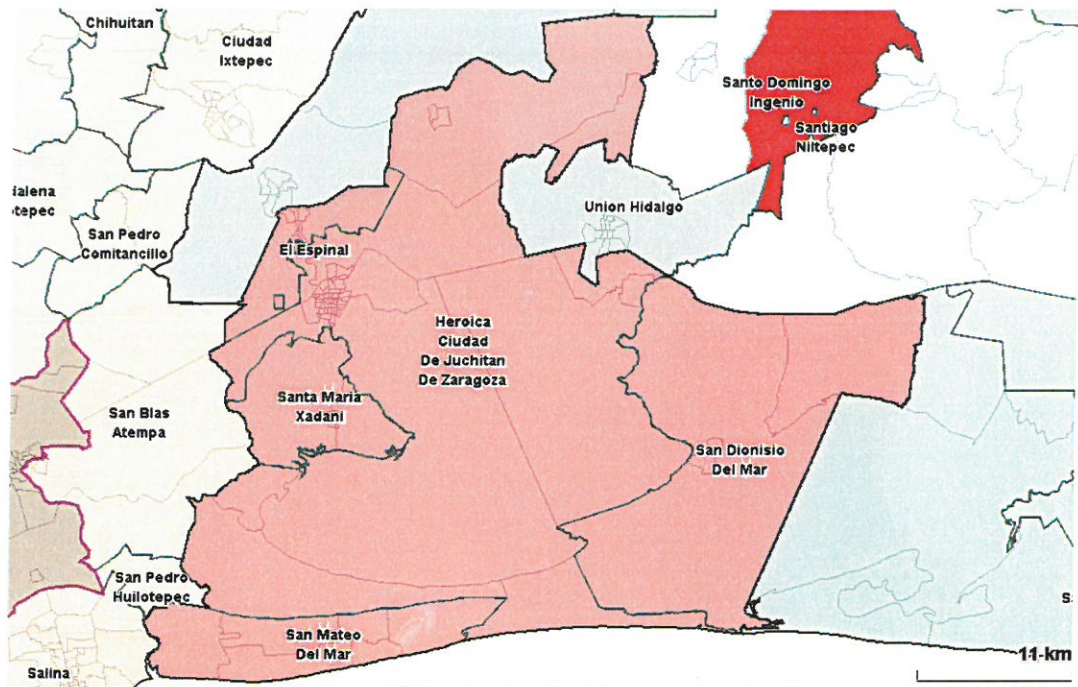 Chihuitan
Ciudad
Ixtepec
Santo Domingo
Ingenio
Santiago
Niltepec
dalena
otepec
San Pedro
Comitancillo
Union Hidalgo
El Espinal
Heroica
Ciudad
De Juchitan
De Zaragoza
Santa Maria
Xadani
San Blas
Atempa
San Dionisio
Del Mar
San Pedro
Huilotepec
S
San Mateo
Del Mar
Salina
11 km